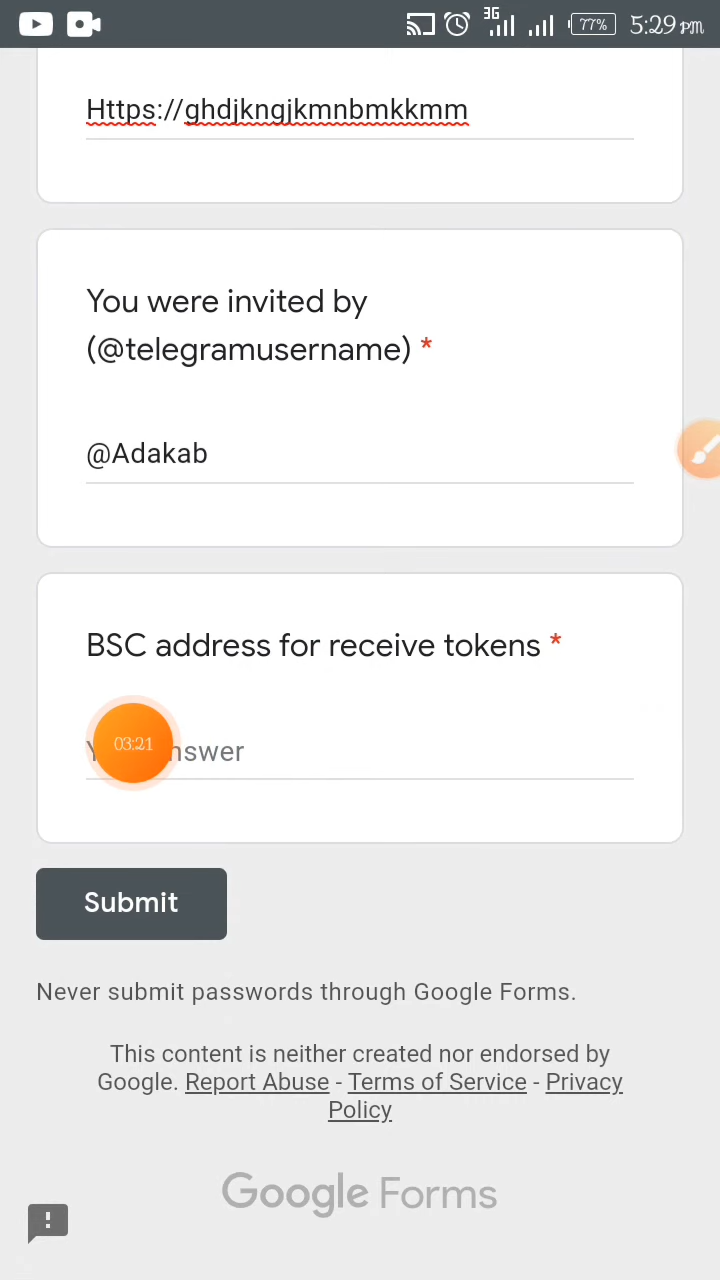 3G
77%
5:29 pm
Https://ghdjkngjkmnbmkkmm
You were invited by
(@telegramusername) *
@Adakab
BSC address for receive tokens *
03:21
Submit
Never submit passwords through Google Forms.
This content is neither created nor endorsed by
Google. Report Abuse - Terms of Service - Privacy
Policy
Google Forms